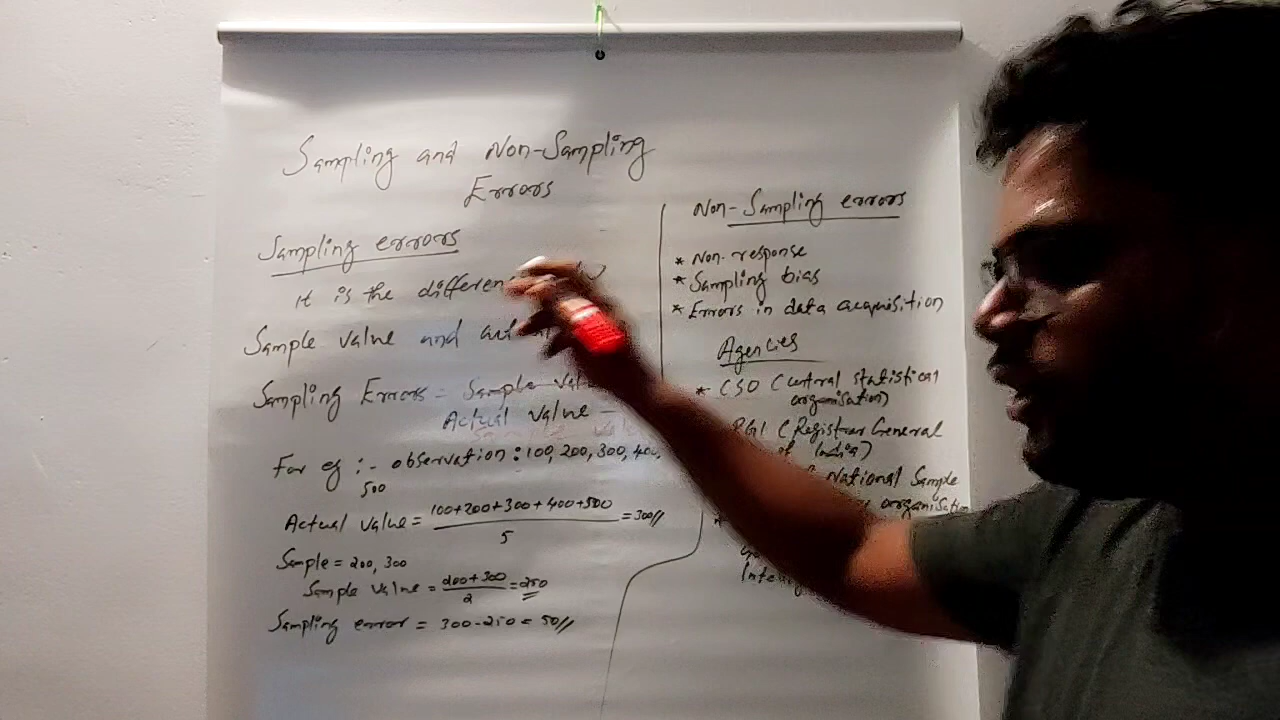 Sampling and Non-Sampling
Errors
Sampling errors
It is the
Sample value and
Sampling Errors = Sample
Actual value -
For eg :- observation : 100, 200, 300, 400,
500
Actual value = 100+200+300+400+500 / 5 = 300//
Sample = 200, 300
Sample value = 200+300 / 2 = 250
Sampling error = 300-250 = 50//
Non-Sampling errors
* Non-response
* Sampling bias
* Errors in data acquisition
Agencies
* CSO (Central statistical
organisation)
RGI (Registrar General
of India)
National Sample
organisation
*